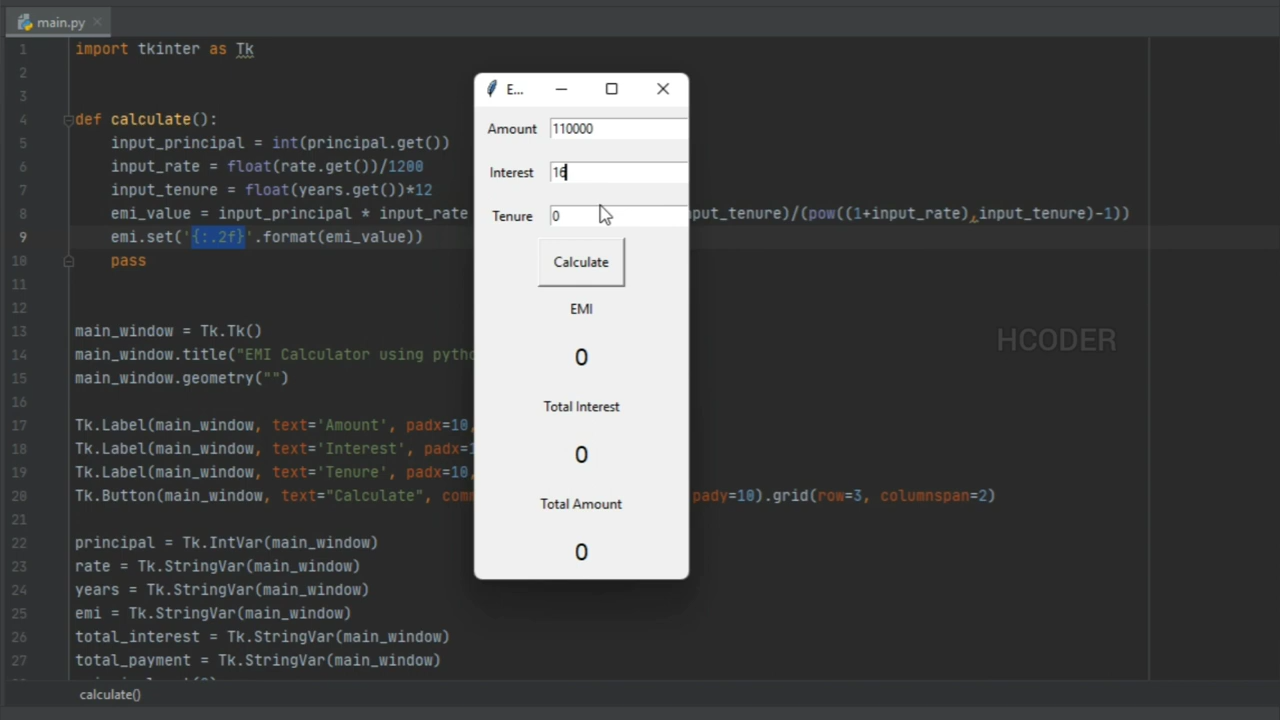 main.py
1 import tkinter as Tk
2
3
4 def calculate():
5 input_principal = int(principal.get())
6 input_rate = float(rate.get())/1200
7 input_tenure = float(years.get())*12
8 emi_value = input_principal * input_rate nput_tenure)/(pow((1+input_rate),input_tenure)-1))
9 emi.set('{:.2f}'.format(emi_value))
10 pass
11
12
13 main_window = Tk.Tk()
14 main_window.title("EMI Calculator using pytho
15 main_window.geometry("")
16
17 Tk.Label(main_window, text='Amount', padx=10,
18 Tk.Label(main_window, text='Interest', padx=1
19 Tk.Label(main_window, text='Tenure', padx=10,
20 Tk.Button(main_window, text="Calculate", com pady=10).grid(row=3, columnspan=2)
21
22 principal = Tk.IntVar(main_window)
23 rate = Tk.StringVar(main_window)
24 years = Tk.StringVar(main_window)
25 emi = Tk.StringVar(main_window)
26 total_interest = Tk.StringVar(main_window)
27 total_payment = Tk.StringVar(main_window)
calculate()
E...
Amount 110000
Interest 16
Tenure 0
Calculate
EMI
0
Total Interest
0
Total Amount
0
HCODER